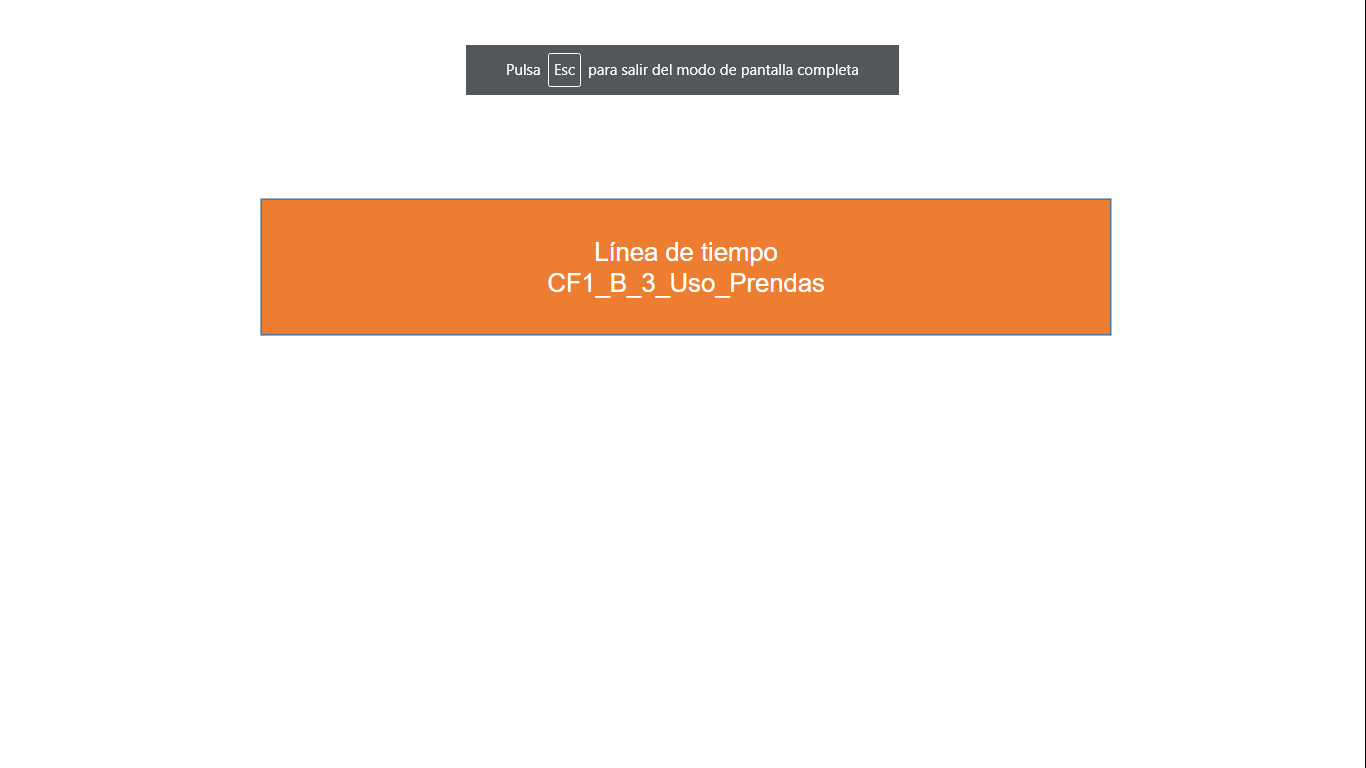 Pulsa Esc para salir del modo de pantalla completa
Línea de tiempo
CF1_B_3_Uso_Prendas